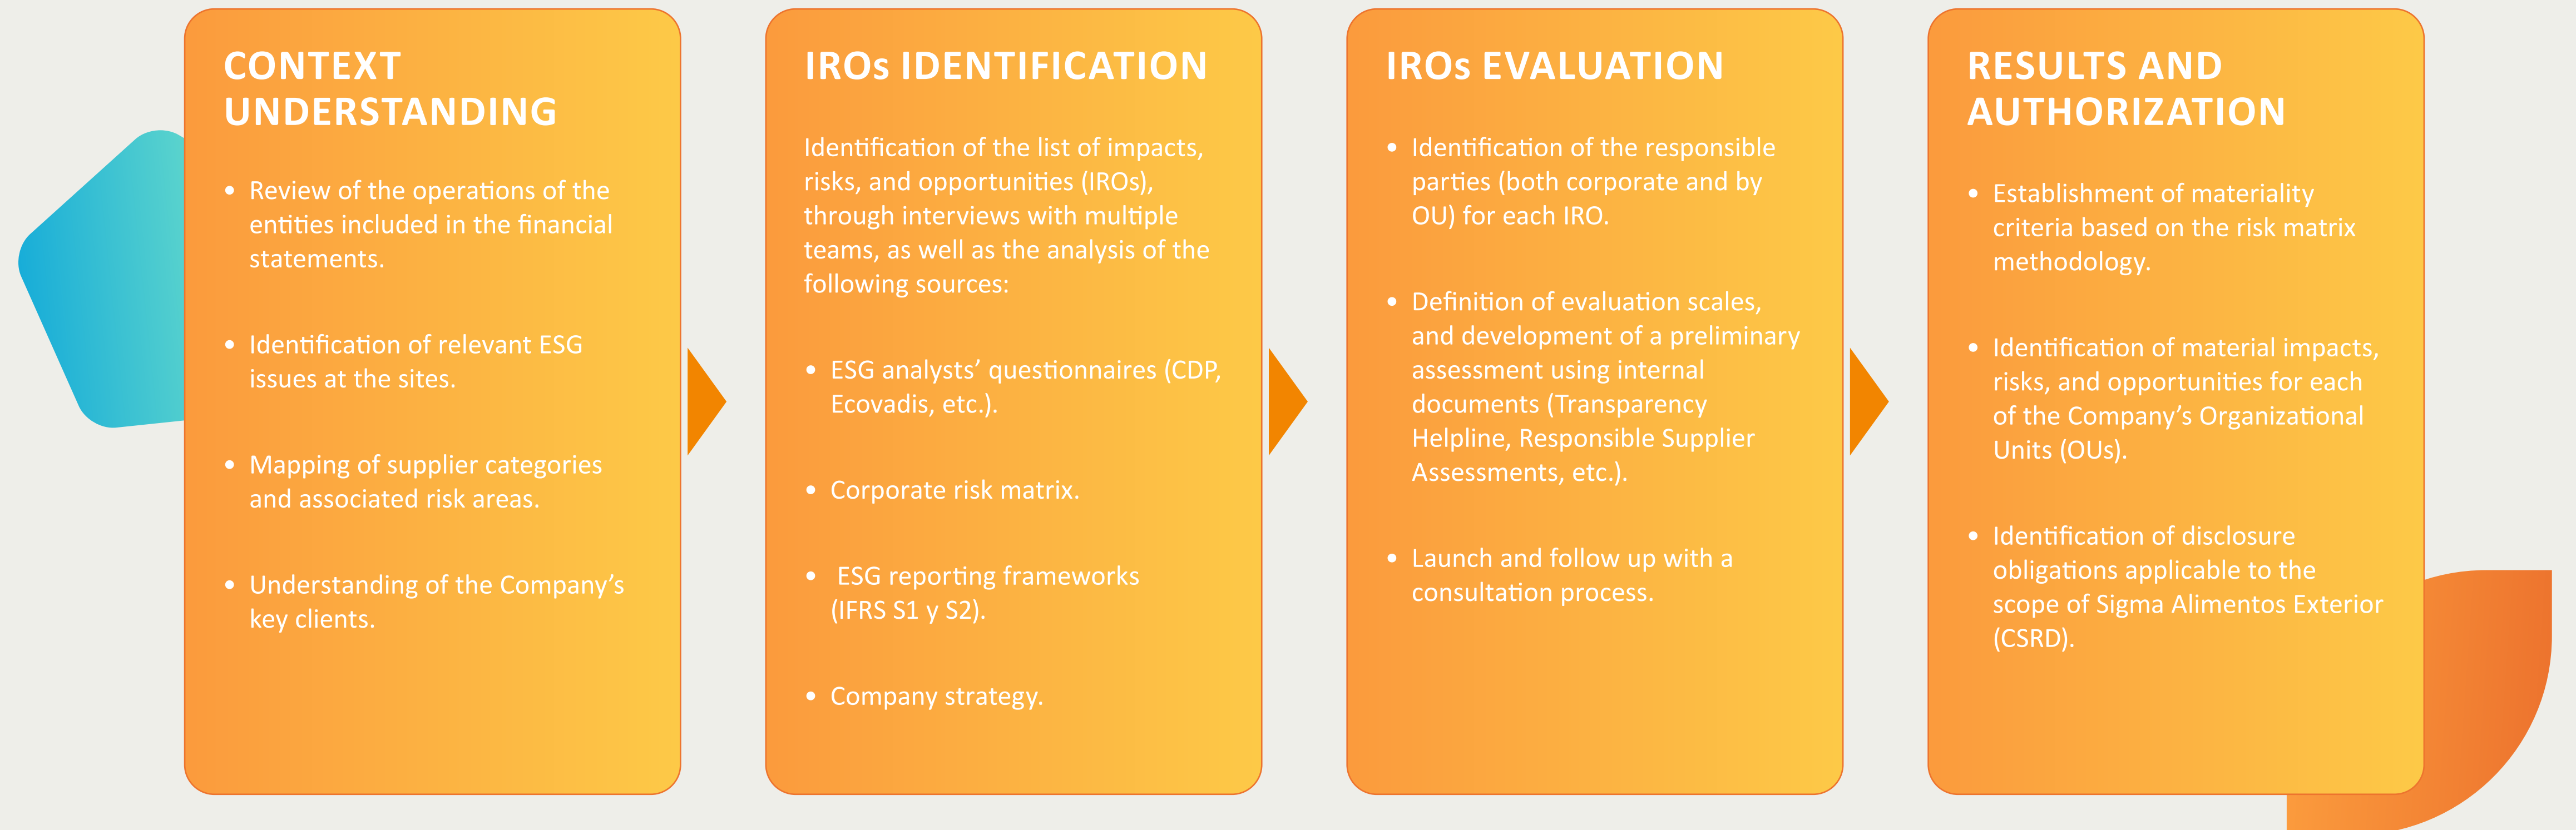 CONTEXT
UNDERSTANDING
• Review of the operations of the
entities included in the financial
statements.
• Identification of relevant ESG
issues at the sites.
• Mapping of supplier categories
and associated risk areas.
• Understanding of the Company’s
key clients.
IROs IDENTIFICATION
Identification of the list of impacts,
risks, and opportunities (IROs),
through interviews with multiple
teams, as well as the analysis of the
following sources:
• ESG analysts’ questionnaires (CDP,
Ecovadis, etc.).
• Corporate risk matrix.
• ESG reporting frameworks
(IFRS S1 y S2).
• Company strategy.
IROs EVALUATION
• Identification of the responsible
parties (both corporate and by
OU) for each IRO.
• Definition of evaluation scales,
and development of a preliminary
assessment using internal
documents (Transparency
Helpline, Responsible Supplier
Assessments, etc.).
• Launch and follow up with a
consultation process.
RESULTS AND
AUTHORIZATION
• Establishment of materiality
criteria based on the risk matrix
methodology.
• Identification of material impacts,
risks, and opportunities for each
of the Company’s Organizational
Units (OUs).
• Identification of disclosure
obligations applicable to the
scope of Sigma Alimentos Exterior
(CSRD).